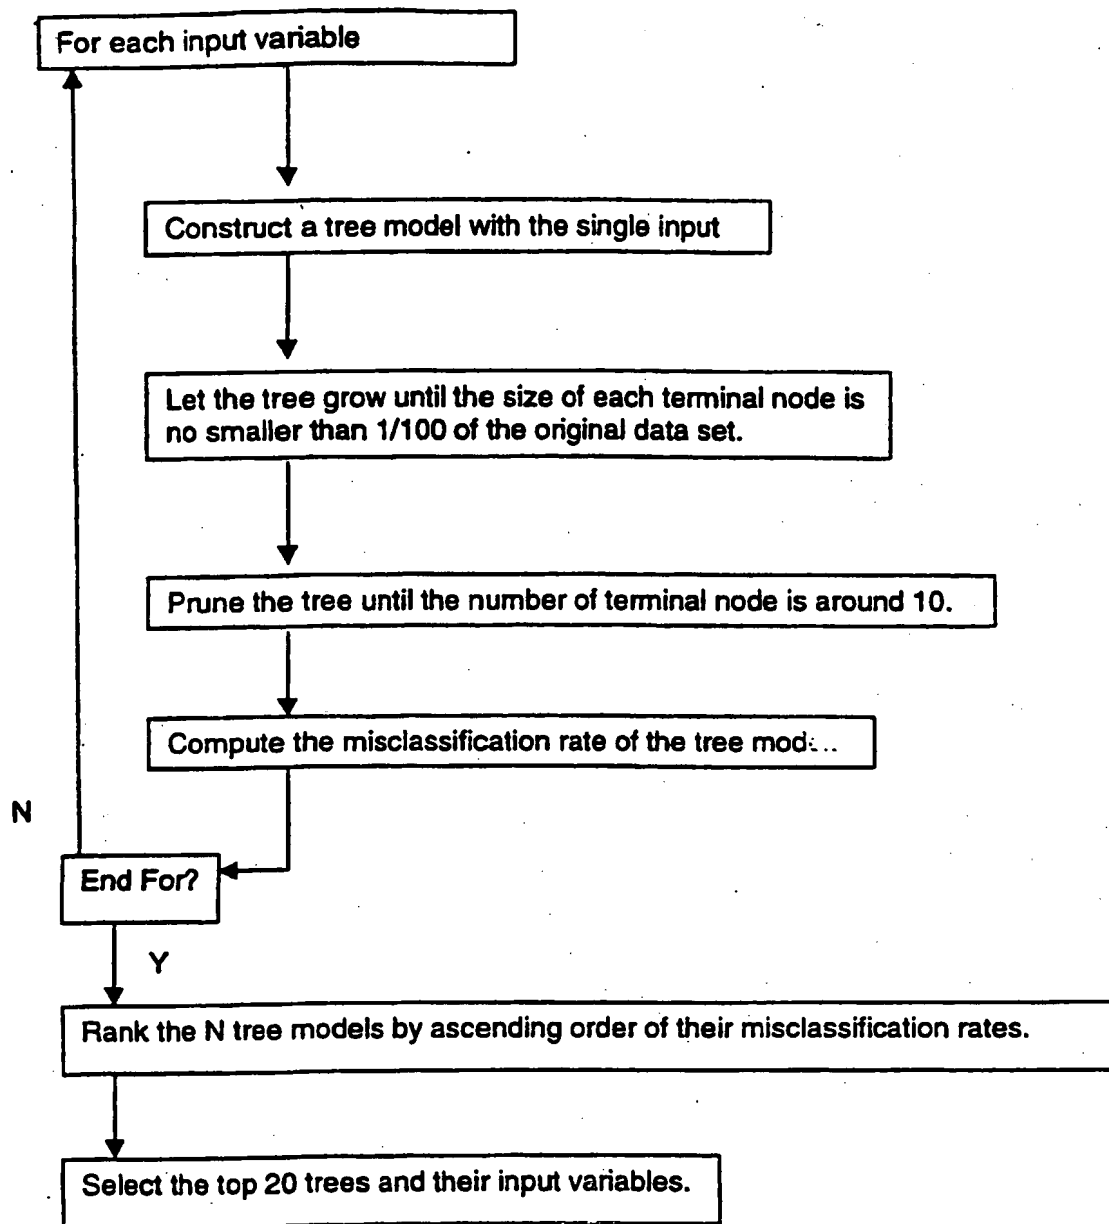 For each input variable
Construct a tree model with the single input
Let the tree grow until the size of each terminal node is
no smaller than 1/100 of the original data set.
Prune the tree until the number of terminal node is around 10.
Compute the misclassification rate of the tree
N
End For?
Y
Rank the N tree models by ascending order of their misclassification rates.
Select the top 20 trees and their input variables.